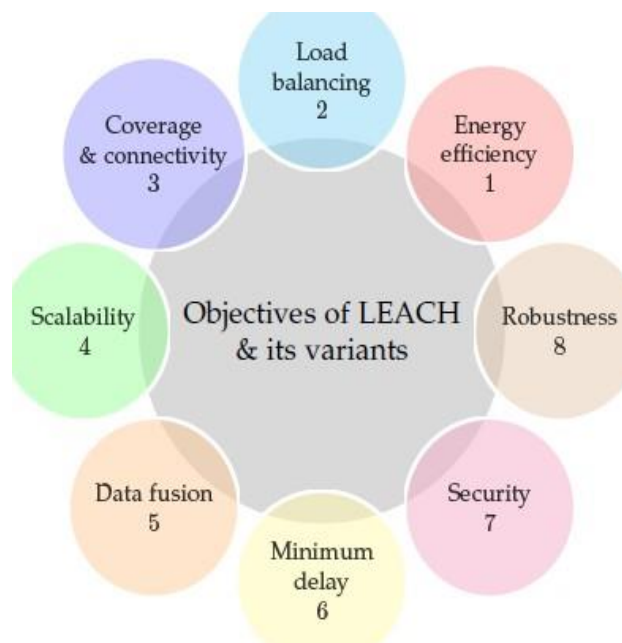 Load
balancing
2
Energy
efficiency
1
Coverage
& connectivity
3
Objectives of LEACH
& its variants
Scalability
4
Robustness
8
Data fusion
5
Security
7
Minimum
delay
6